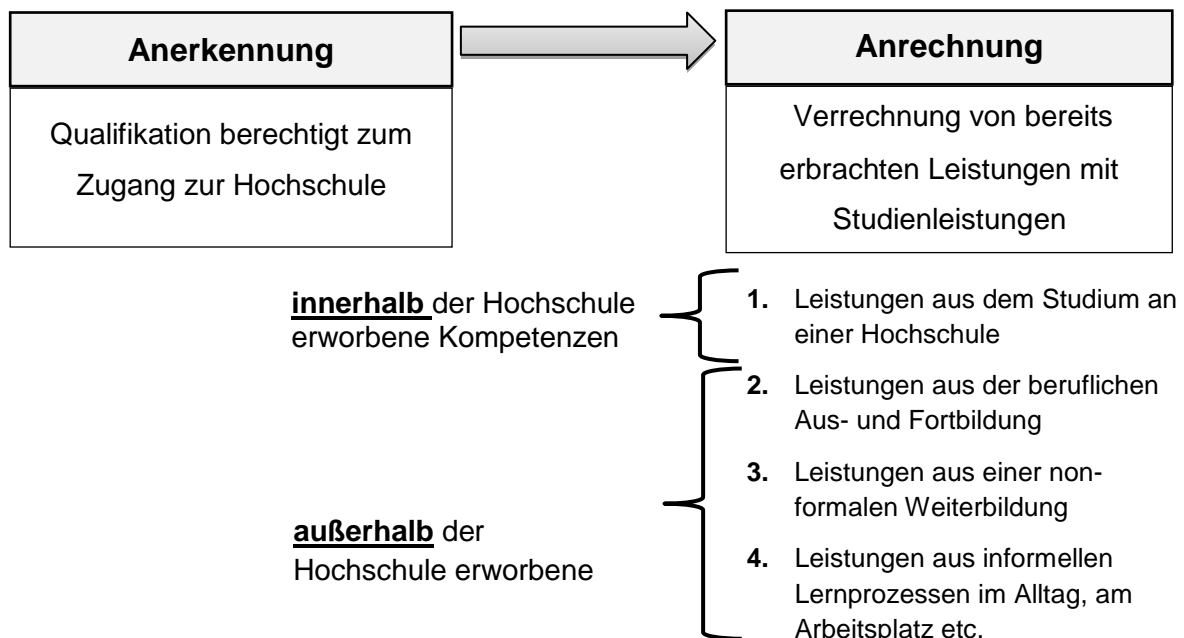 Anerkennung
Qualifikation berechtigt zum
Zugang zur Hochschule
Anrechnung
Verrechnung von bereits
erbrachten Leistungen mit
Studienleistungen
innerhalb der Hochschule
erworbene Kompetenzen
1. Leistungen aus dem Studium an
einer Hochschule
2. Leistungen aus der beruflichen
Aus- und Fortbildung
3. Leistungen aus einer non-
formalen Weiterbildung
außerhalb der
Hochschule erworbene
4. Leistungen aus informellen
Lernprozessen im Alltag, am
Arbeitsplatz etc.